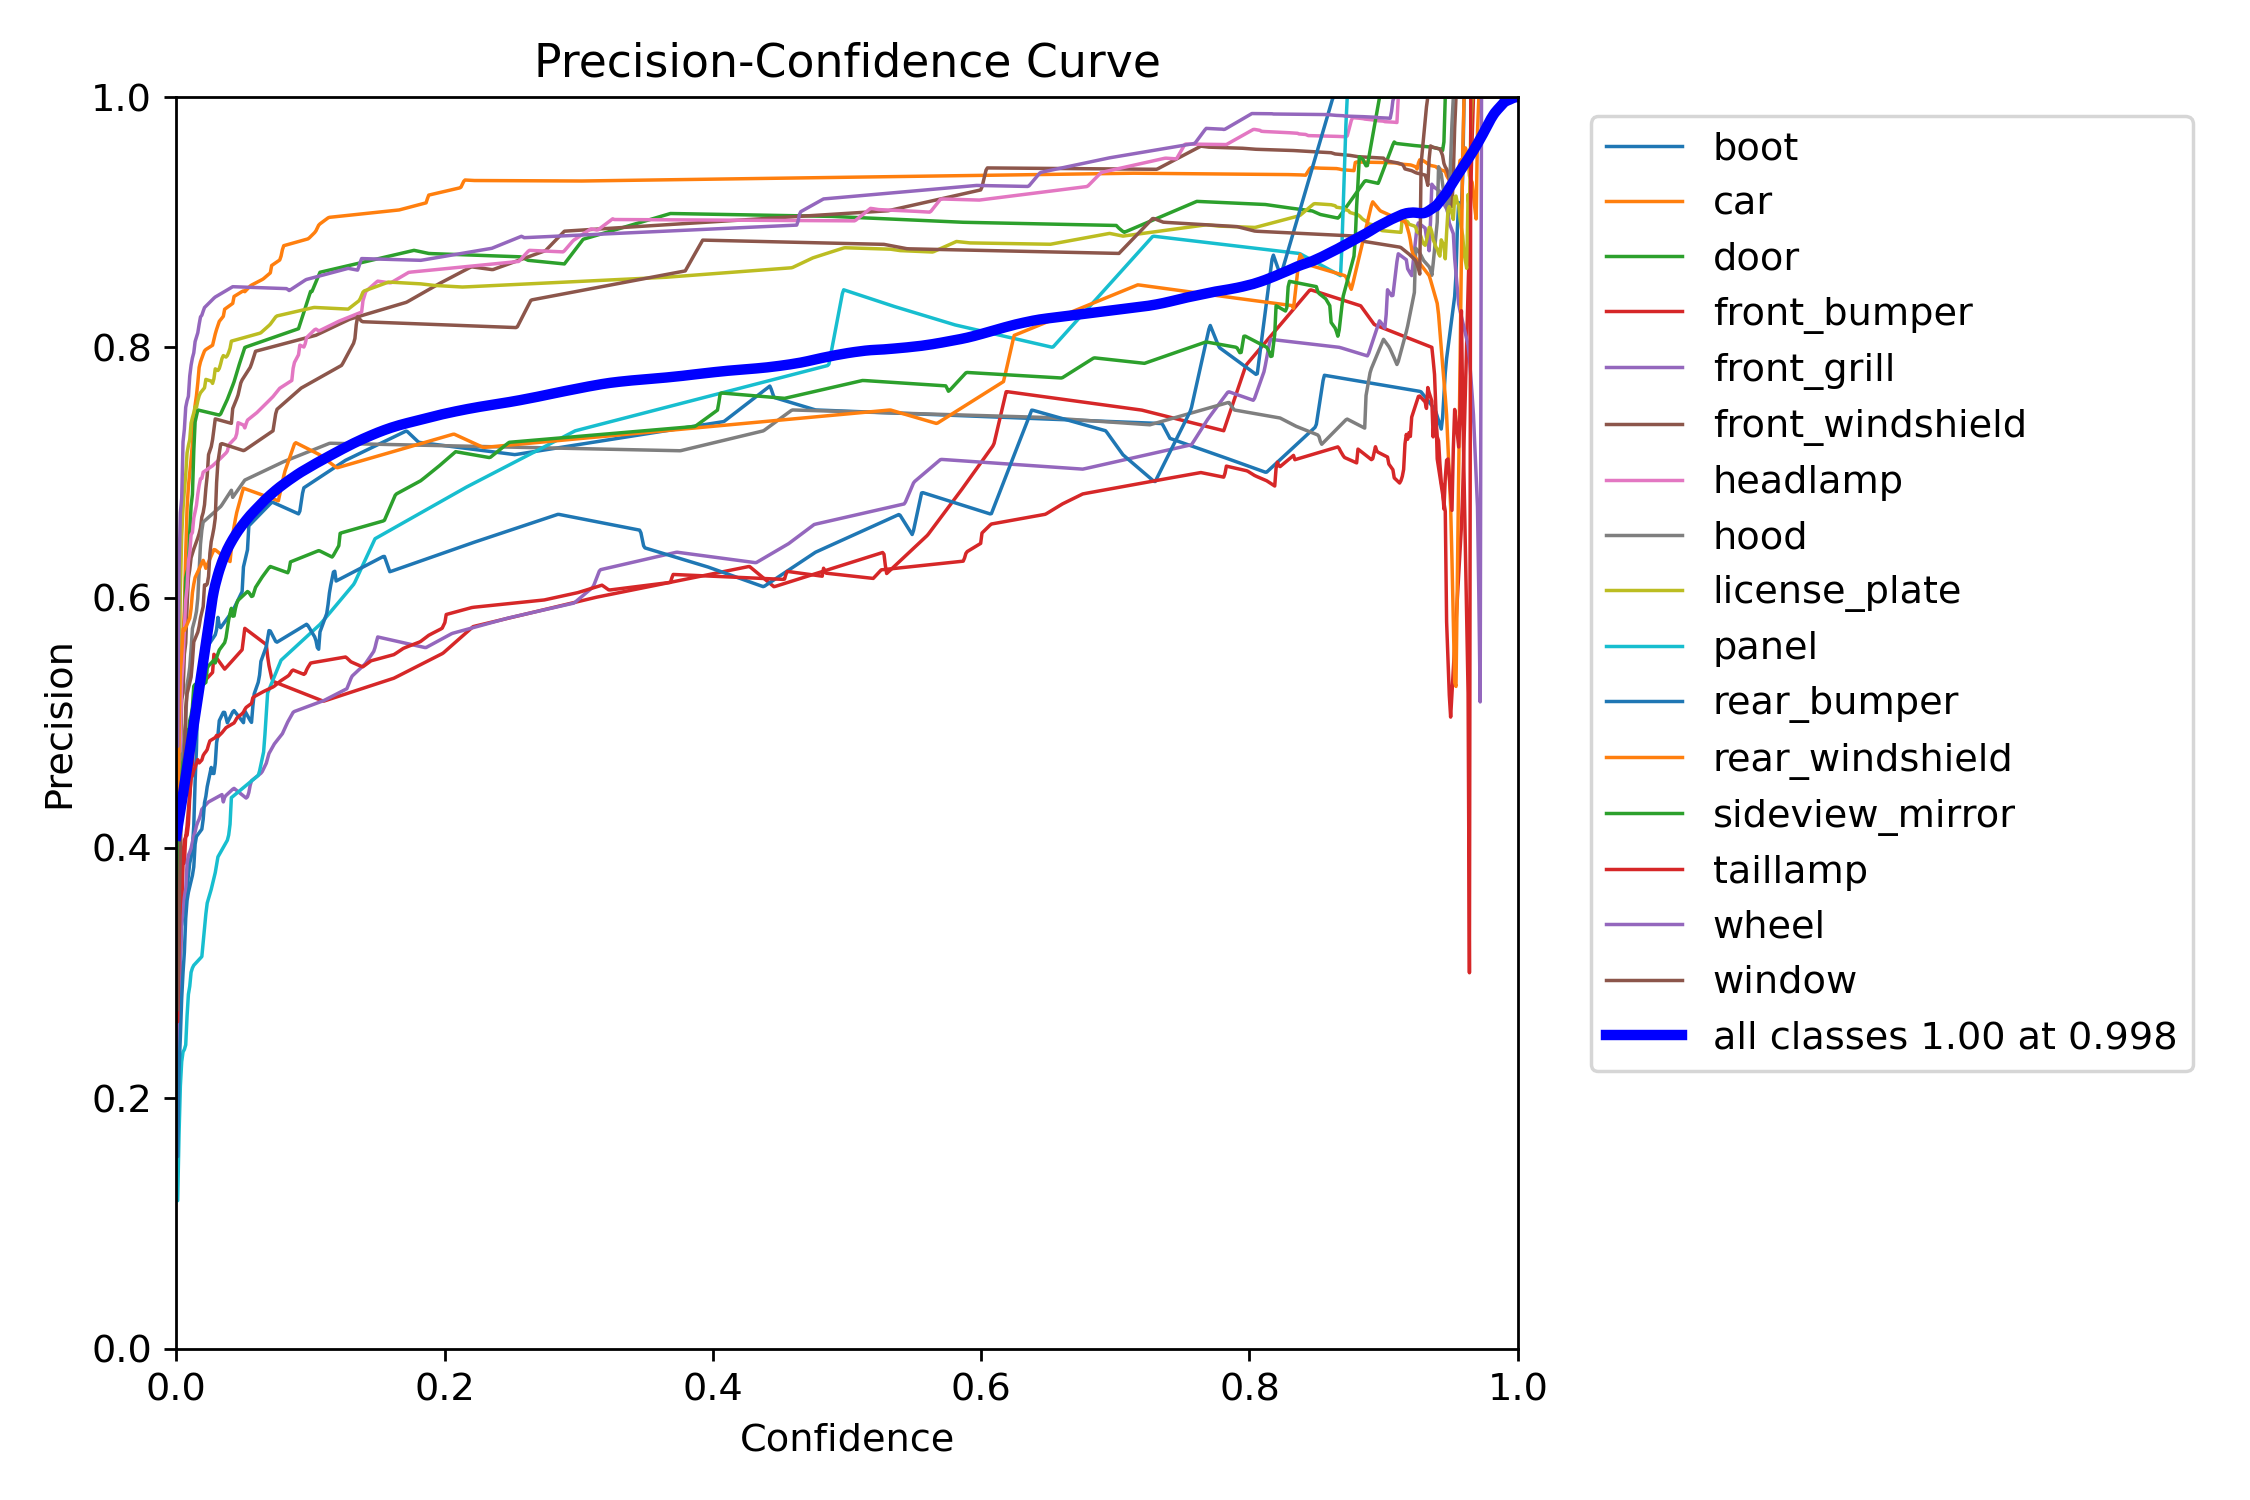 Precision-Confidence Curve
1.0
0.8
0.6
0.4
0.2
0.0
Precision
0.0 0.2 0.4 0.6 0.8 1.0
Confidence
boot
car
door
front_bumper
front_grill
front_windshield
headlamp
hood
license_plate
panel
rear_bumper
rear_windshield
sideview_mirror
taillamp
wheel
window
all classes 1.00 at 0.998